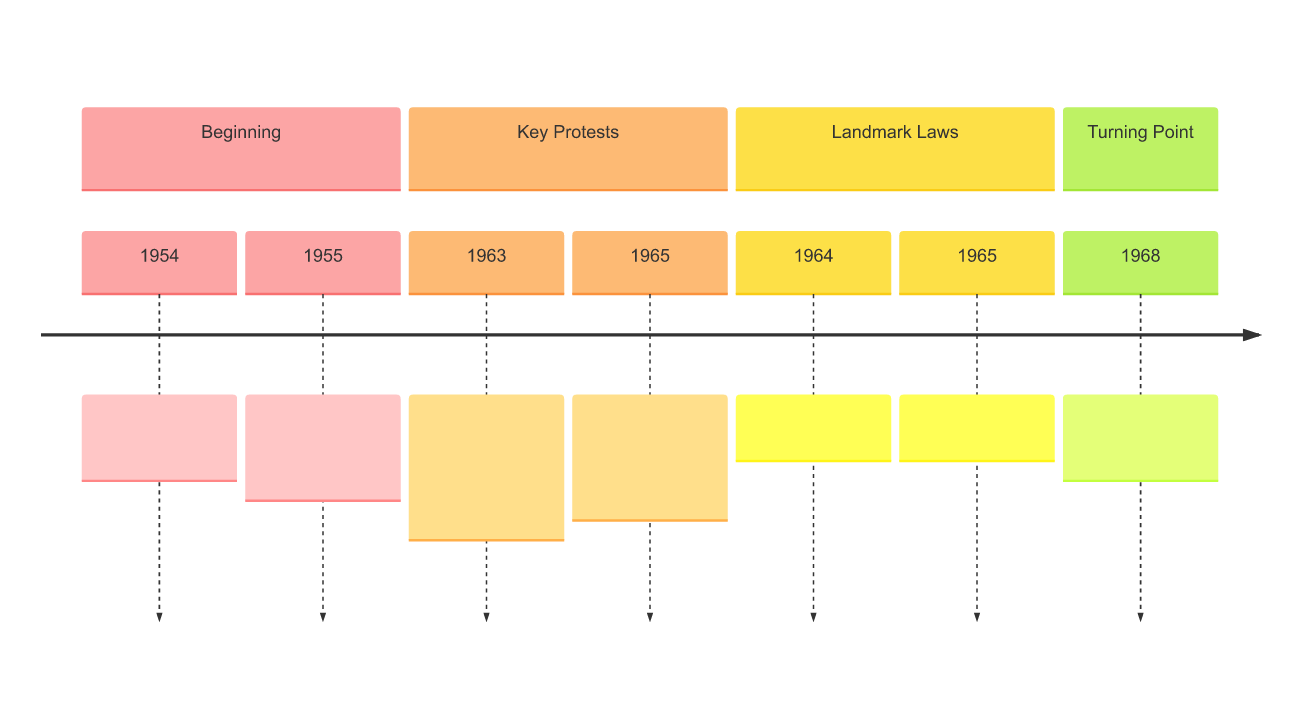 Beginning
Key Protests
Landmark Laws
Turning Point
1954
1955
1963
1965
1964
1965
1968